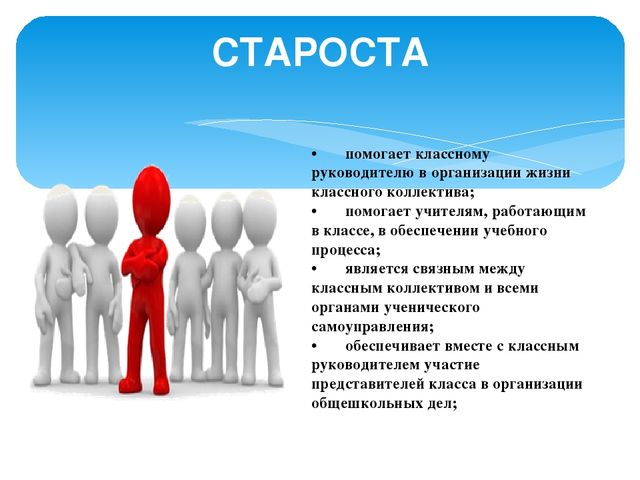 СТАРОСТА
• помогает классному
руководителю в организации жизни
классного коллектива;
• помогает учителям, работающим
в классе, в обеспечении учебного
процесса;
• является связным между
классным коллективом и всеми
органами ученического
самоуправления;
• обеспечивает вместе с классным
руководителем участие
представителей класса в организации
общешкольных дел;